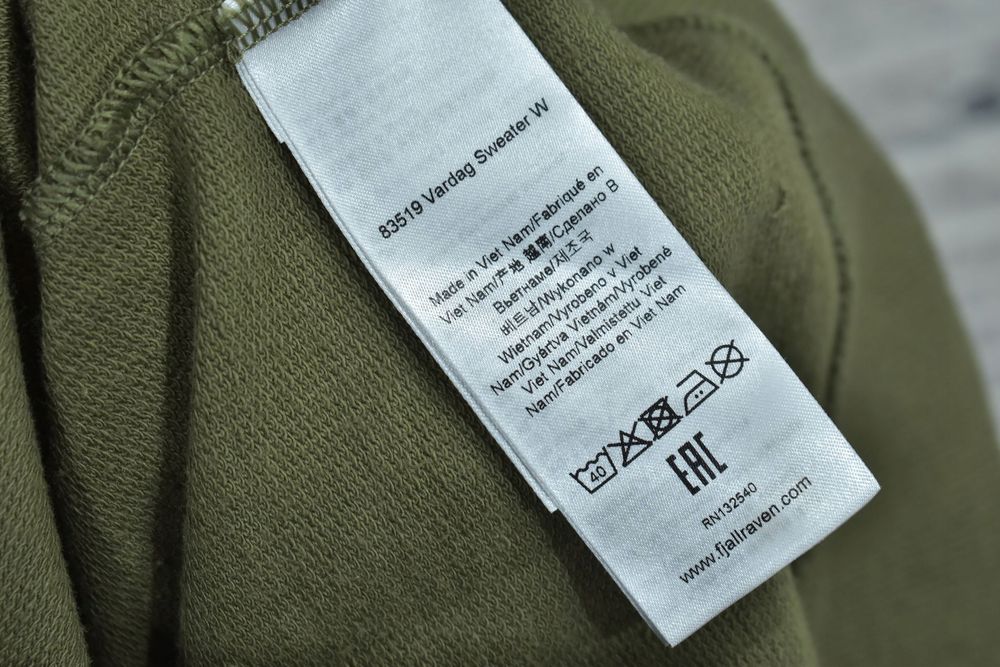 83519 Vardag Sweater W
Made in Viet Nam/Fabriqué en
Viet Nam/产地 越南/Сделано В
Вьетнаме/제조국
베트남/Wykonano w
Wietnam/Vyrobeno v Viet
Nam/Gyártva Vietnám/Vyrobené
Viet Nam/Valmistettu Viet
Nam/Fabricado en Viet Nam
40
EAC
RN132540
www.fjallraven.com